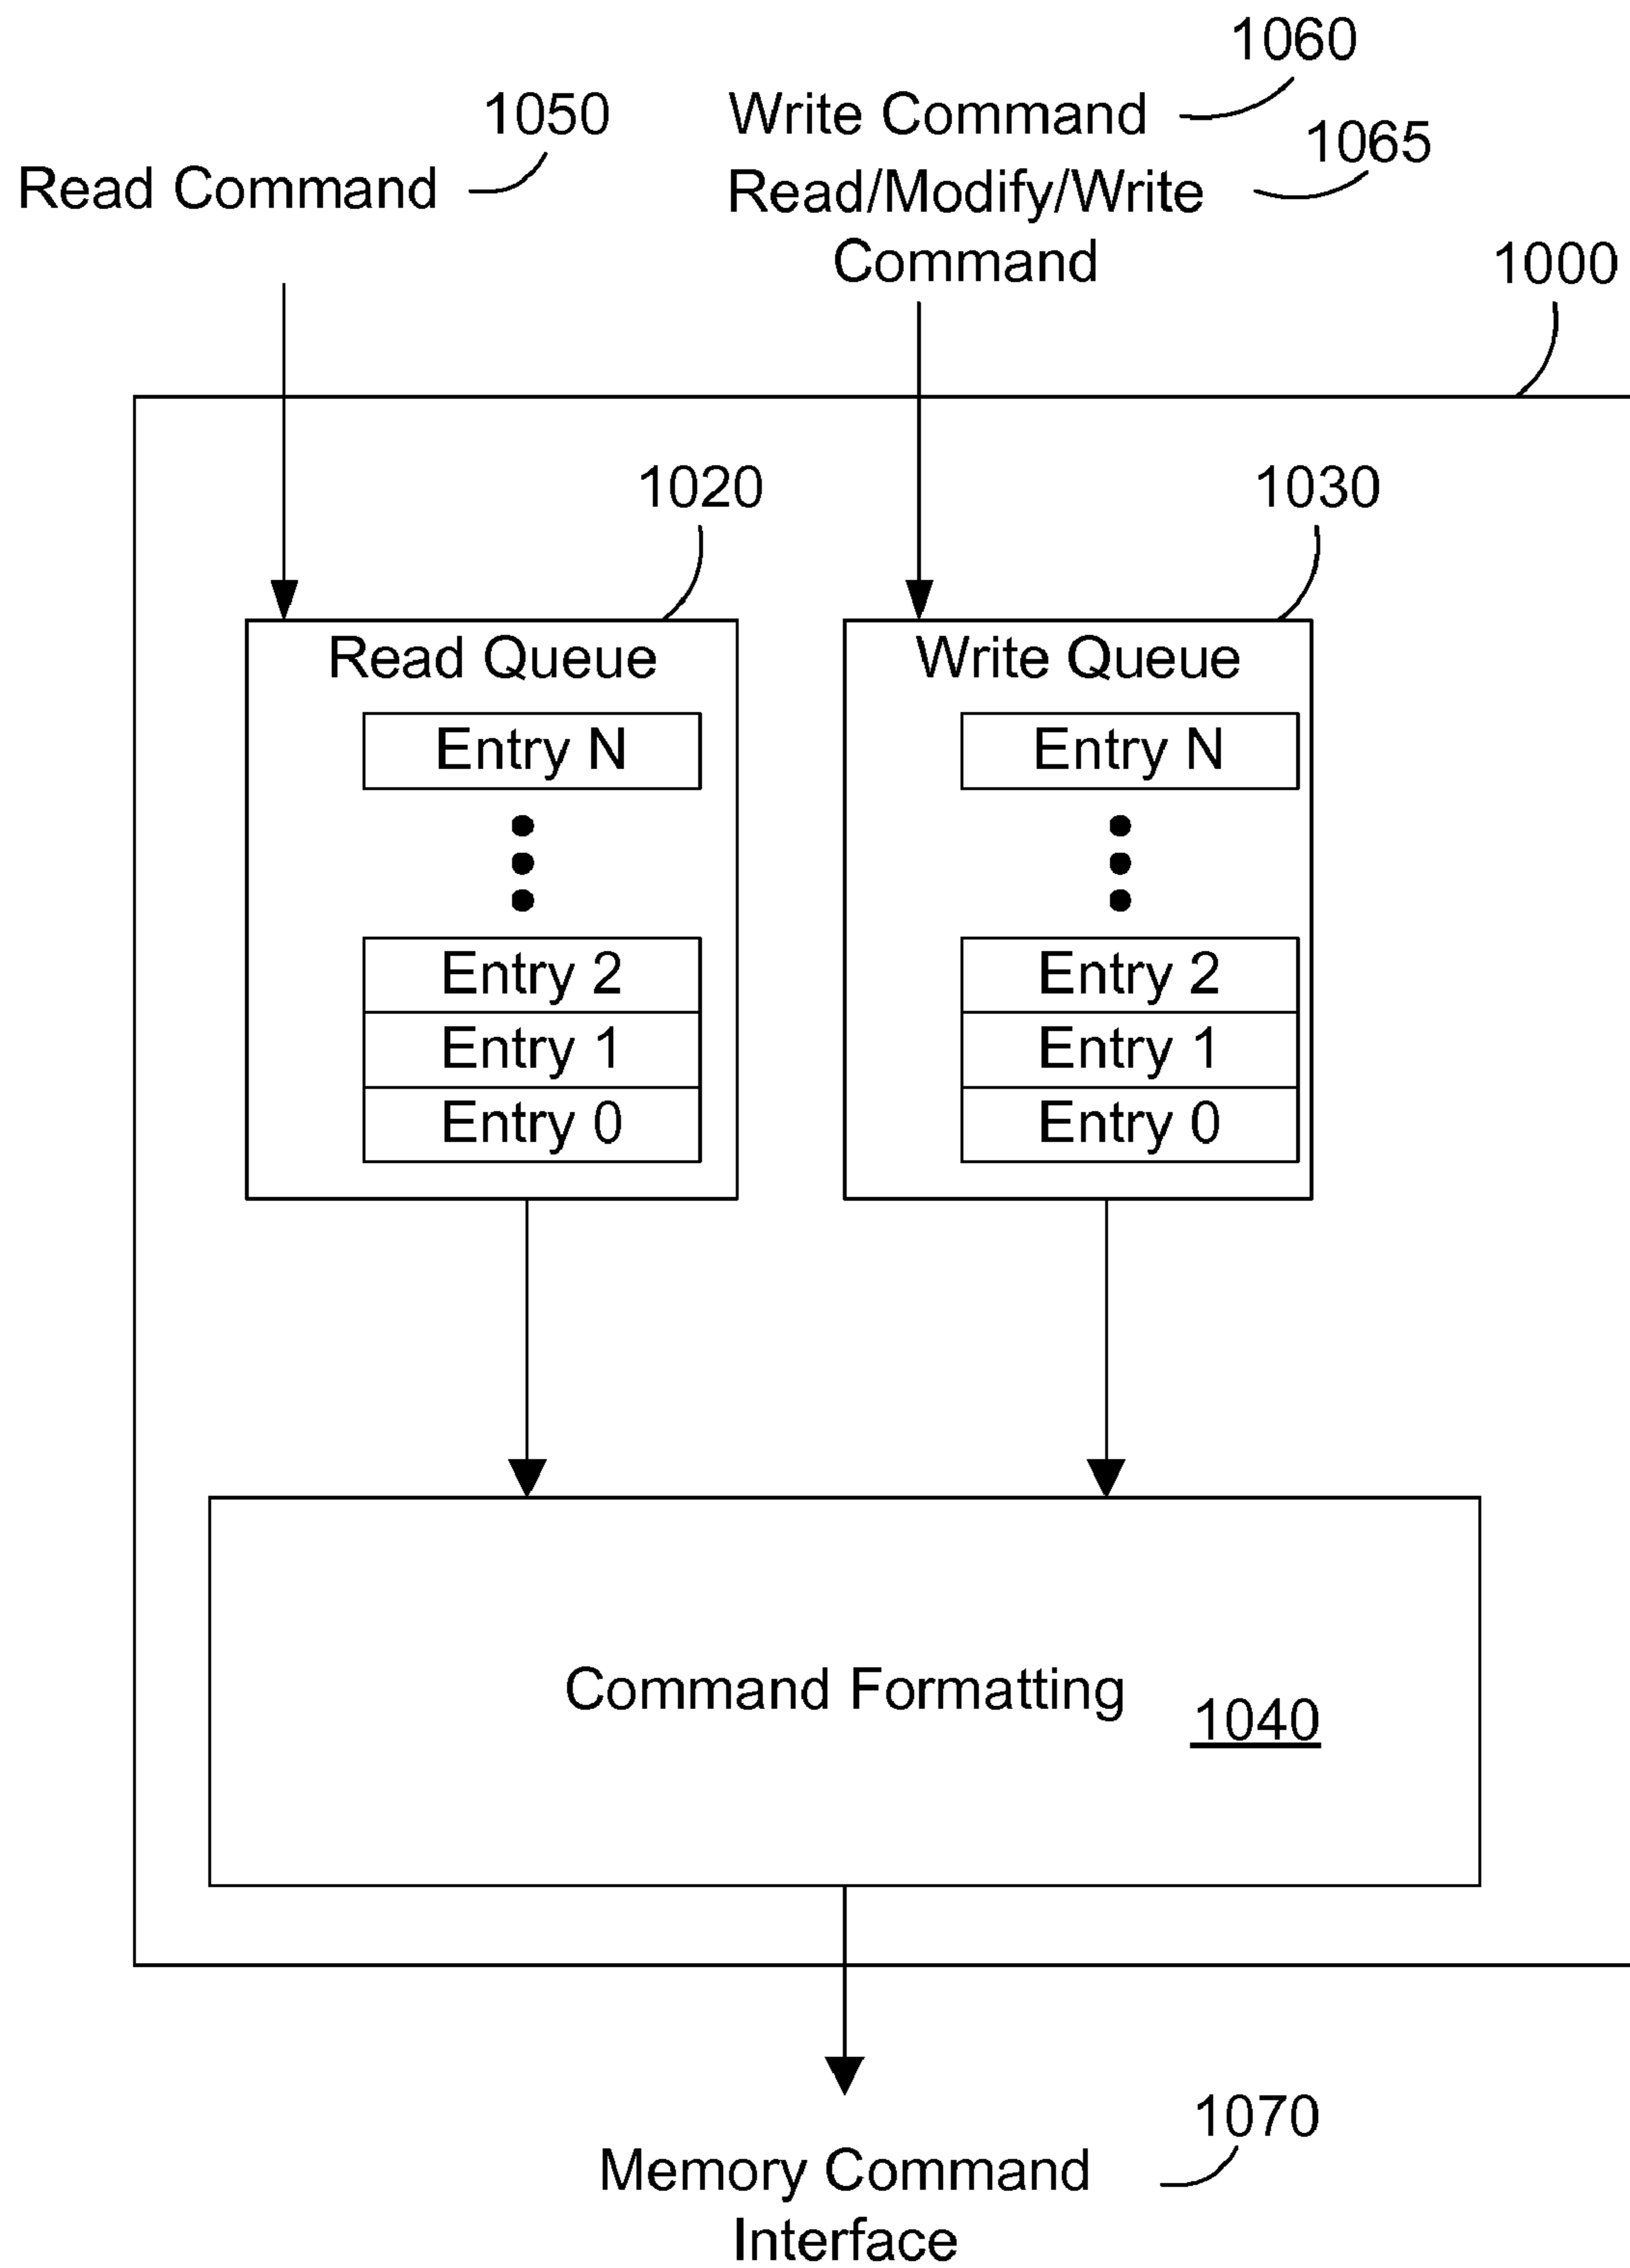 1060
1050
Write Command
1065
Read Command
Read/Modify/Write
Command
1000
1020
1030
Read Queue
Entry N
Entry 2
Entry 1
Entry 0
Write Queue
Entry N
Entry 2
Entry 1
Entry 0
Command Formatting
1040
1070
Memory Command
Interface